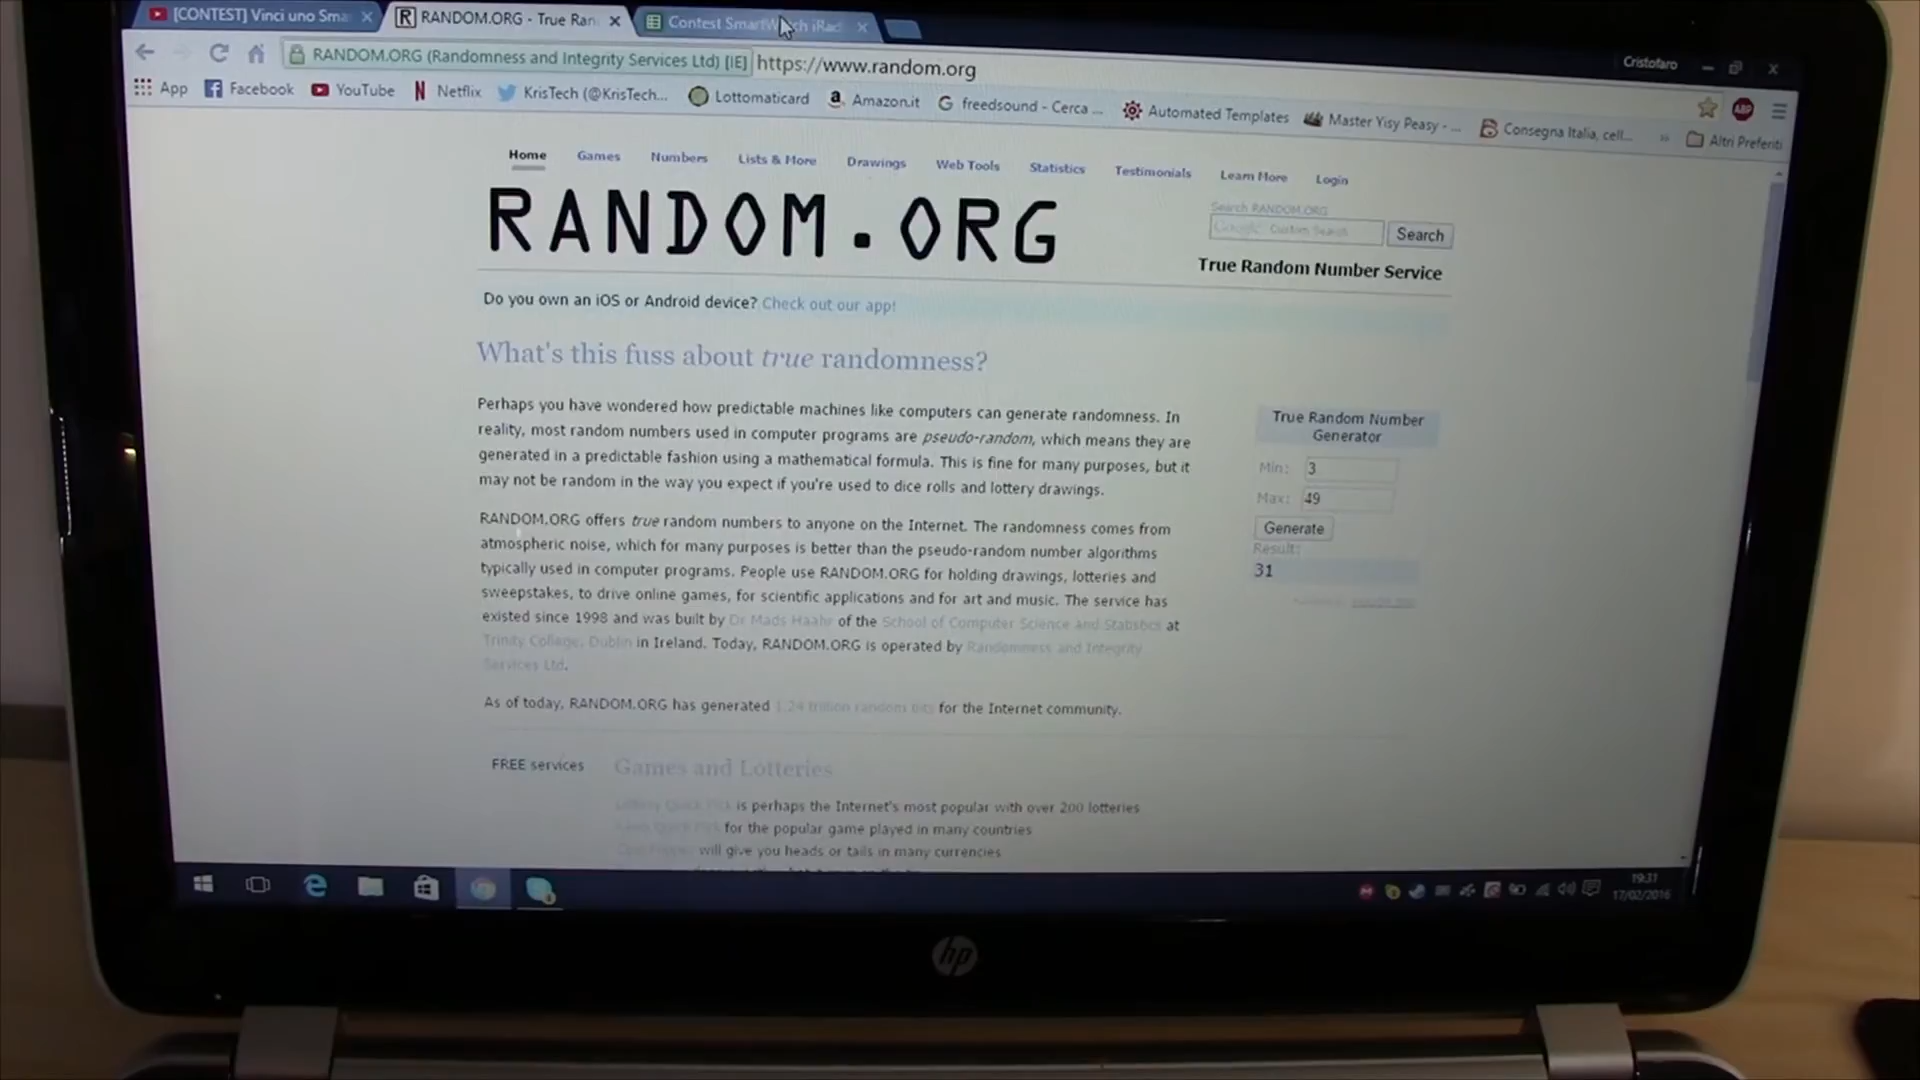 [CONTEST] Vinci uno Sma
RANDOM.ORG - True Ran
Contest SmartWatch iRad
RANDOM.ORG (Randomness and Integrity Services Ltd) [IE] https://www.random.org
Cristofaro
App Facebook YouTube Netflix KrisTech (@KrisTech... Lottomaticard Amazon.it freedsound - Cerca ... Automated Templates Master Yisy Peasy - ... Consegna Italia, cell... » Altri Preferiti
Home Games Numbers Lists & More Drawings Web Tools Statistics Testimonials Learn More Login
RANDOM.ORG
Search RANDOM.ORG
Google Custom Search Search
True Random Number Service
Do you own an iOS or Android device? Check out our app!
What's this fuss about true randomness?
Perhaps you have wondered how predictable machines like computers can generate randomness. In
reality, most random numbers used in computer programs are pseudo-random, which means they are
generated in a predictable fashion using a mathematical formula. This is fine for many purposes, but it
may not be random in the way you expect if you're used to dice rolls and lottery drawings.
RANDOM.ORG offers true random numbers to anyone on the Internet. The randomness comes from
atmospheric noise, which for many purposes is better than the pseudo-random number algorithms
typically used in computer programs. People use RANDOM.ORG for holding drawings, lotteries and
sweepstakes, to drive online games, for scientific applications and for art and music. The service has
existed since 1998 and was built by Dr Mads Haahr of the School of Computer Science and Statistics at
Trinity College, Dublin in Ireland. Today, RANDOM.ORG is operated by Randomness and Integrity
Services Ltd.
As of today, RANDOM.ORG has generated 1.24 trillion random bits for the Internet community.
True Random Number
Generator
Min: 3
Max: 49
Generate
Result:
31
FREE services
Games and Lotteries
Lottery Quick Pick is perhaps the Internet's most popular with over 200 lotteries
Keno Quick Pick for the popular game played in many countries
Coin Flipper will give you heads or tails in many currencies
19:31
17/02/2016
hp